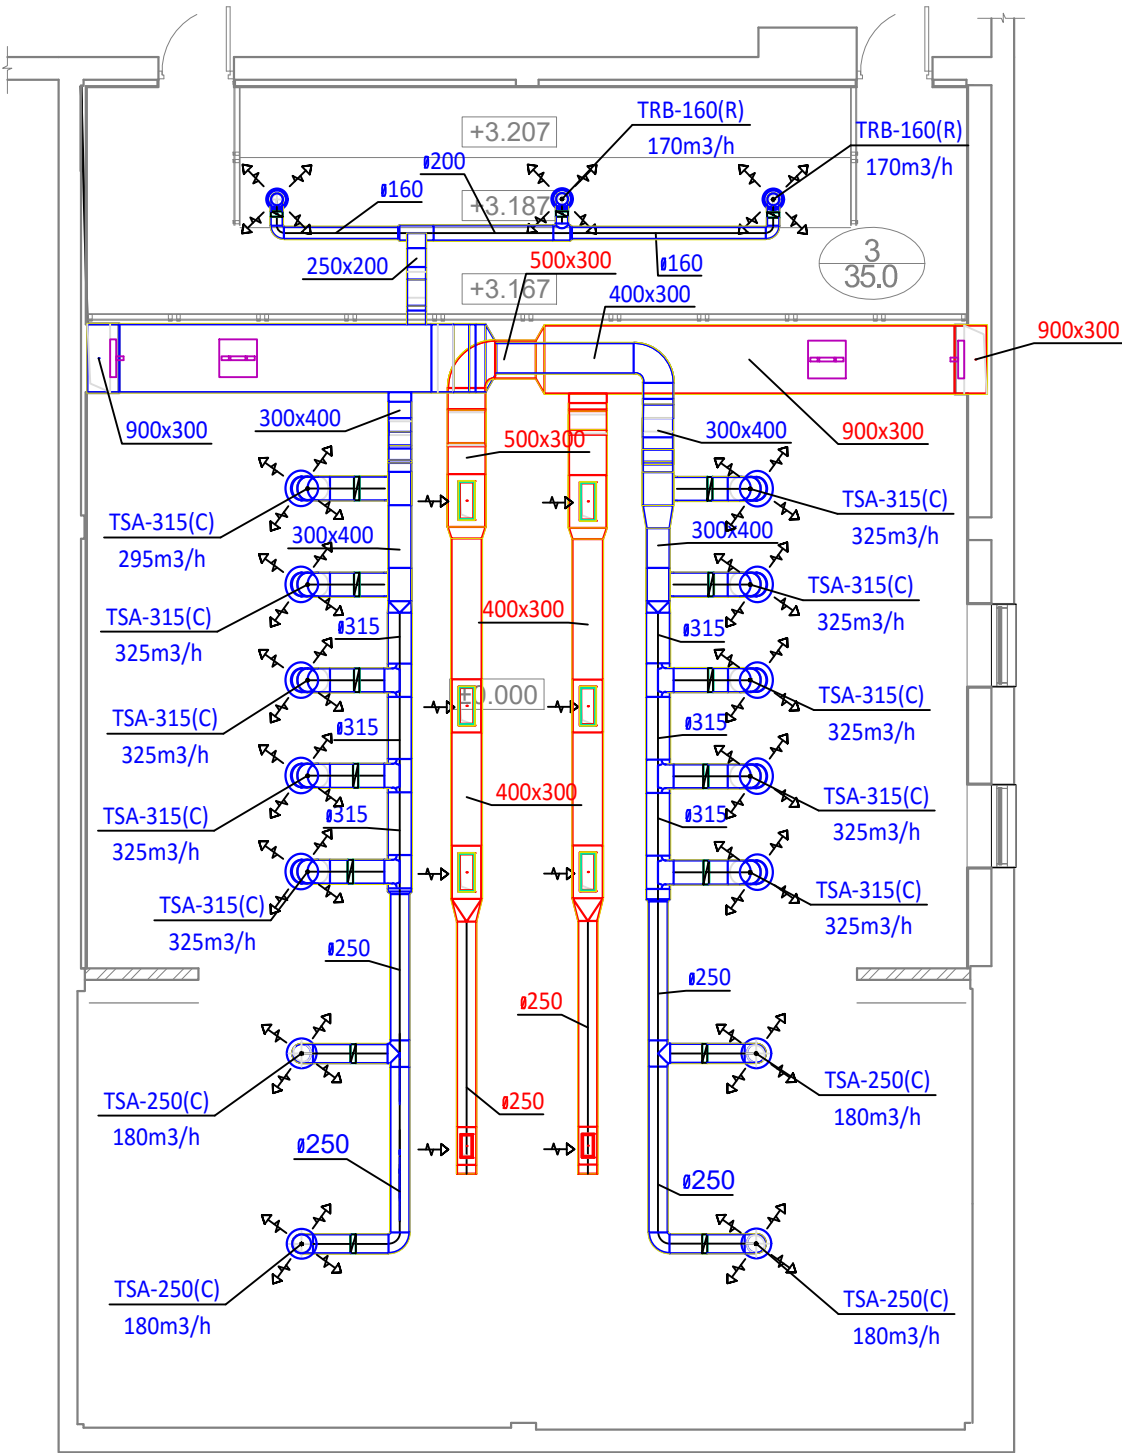 TRB-160(R)
170m3/h
TRB-160(R)
170m3/h
+3.207
ø200
ø160
+3.187
250x200
500x300
ø160
3
35.0
+3.167
400x300
900x300
900x300
300x400
500x300
300x400
900x300
TSA-315(C)
295m3/h
300x400
300x400
TSA-315(C)
325m3/h
TSA-315(C)
325m3/h
ø315
400x300
ø315
TSA-315(C)
325m3/h
±0.000
TSA-315(C)
325m3/h
ø315
ø315
TSA-315(C)
325m3/h
TSA-315(C)
325m3/h
ø315
400x300
ø315
TSA-315(C)
325m3/h
TSA-315(C)
325m3/h
TSA-315(C)
325m3/h
ø250
ø250
ø250
TSA-250(C)
180m3/h
ø250
TSA-250(C)
180m3/h
ø250
ø250
TSA-250(C)
180m3/h
TSA-250(C)
180m3/h